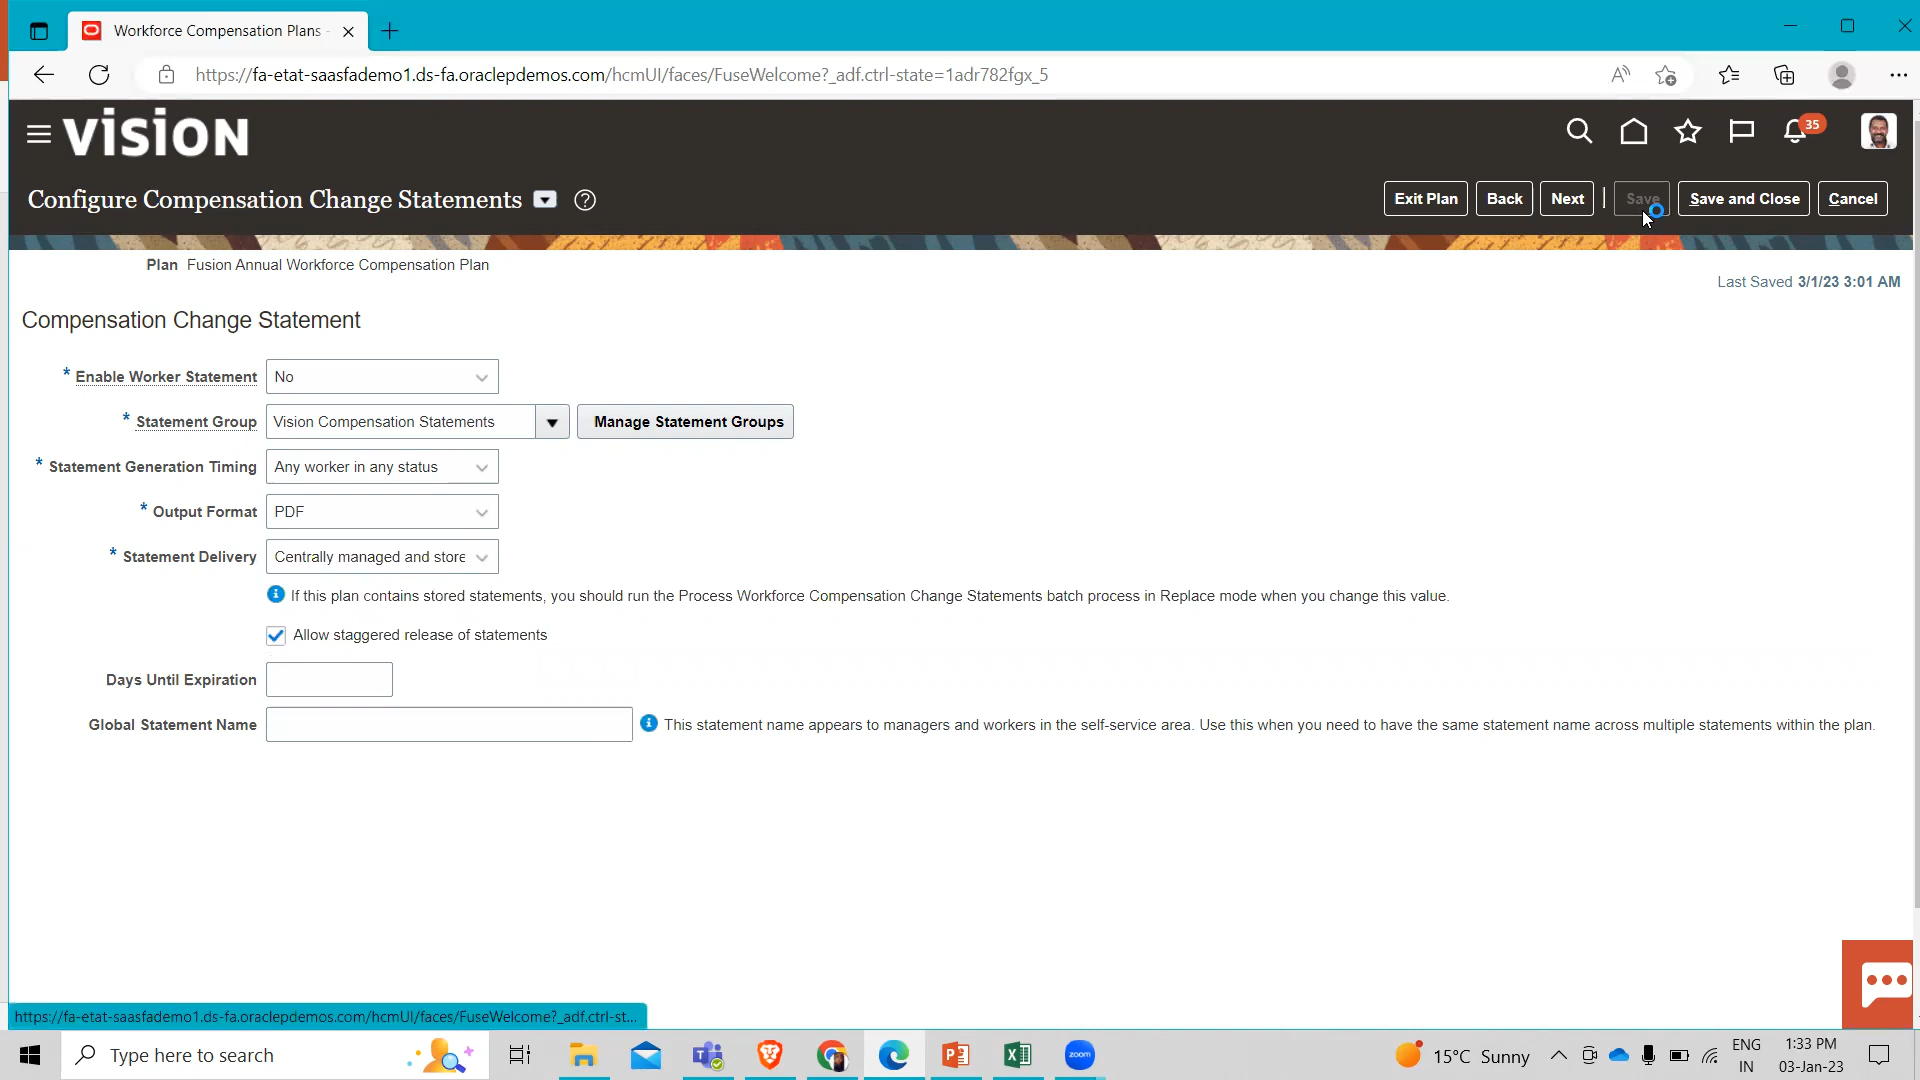 Workforce Compensation Plans -
https://fa-etat-saasfademo1.ds-fa.oraclepdemos.com/hcmUI/faces/FuseWelcome?_adf.ctrl-state=1adr782fgx_5
VISION
35
Configure Compensation Change Statements
Exit Plan Back Next Save Save and Close Cancel
Plan Fusion Annual Workforce Compensation Plan
Last Saved 3/1/23 3:01 AM
Compensation Change Statement
* Enable Worker Statement No
* Statement Group Vision Compensation Statements Manage Statement Groups
* Statement Generation Timing Any worker in any status
* Output Format PDF
* Statement Delivery Centrally managed and store
If this plan contains stored statements, you should run the Process Workforce Compensation Change Statements batch process in Replace mode when you change this value.
Allow staggered release of statements
Days Until Expiration
Global Statement Name This statement name appears to managers and workers in the self-service area. Use this when you need to have the same statement name across multiple statements within the plan.
https://fa-etat-saasfademo1.ds-fa.oraclepdemos.com/hcmUI/faces/FuseWelcome?_adf.ctrl-st...
Type here to search
zoom
15°C Sunny
ENG
IN
1:33 PM
03-Jan-23